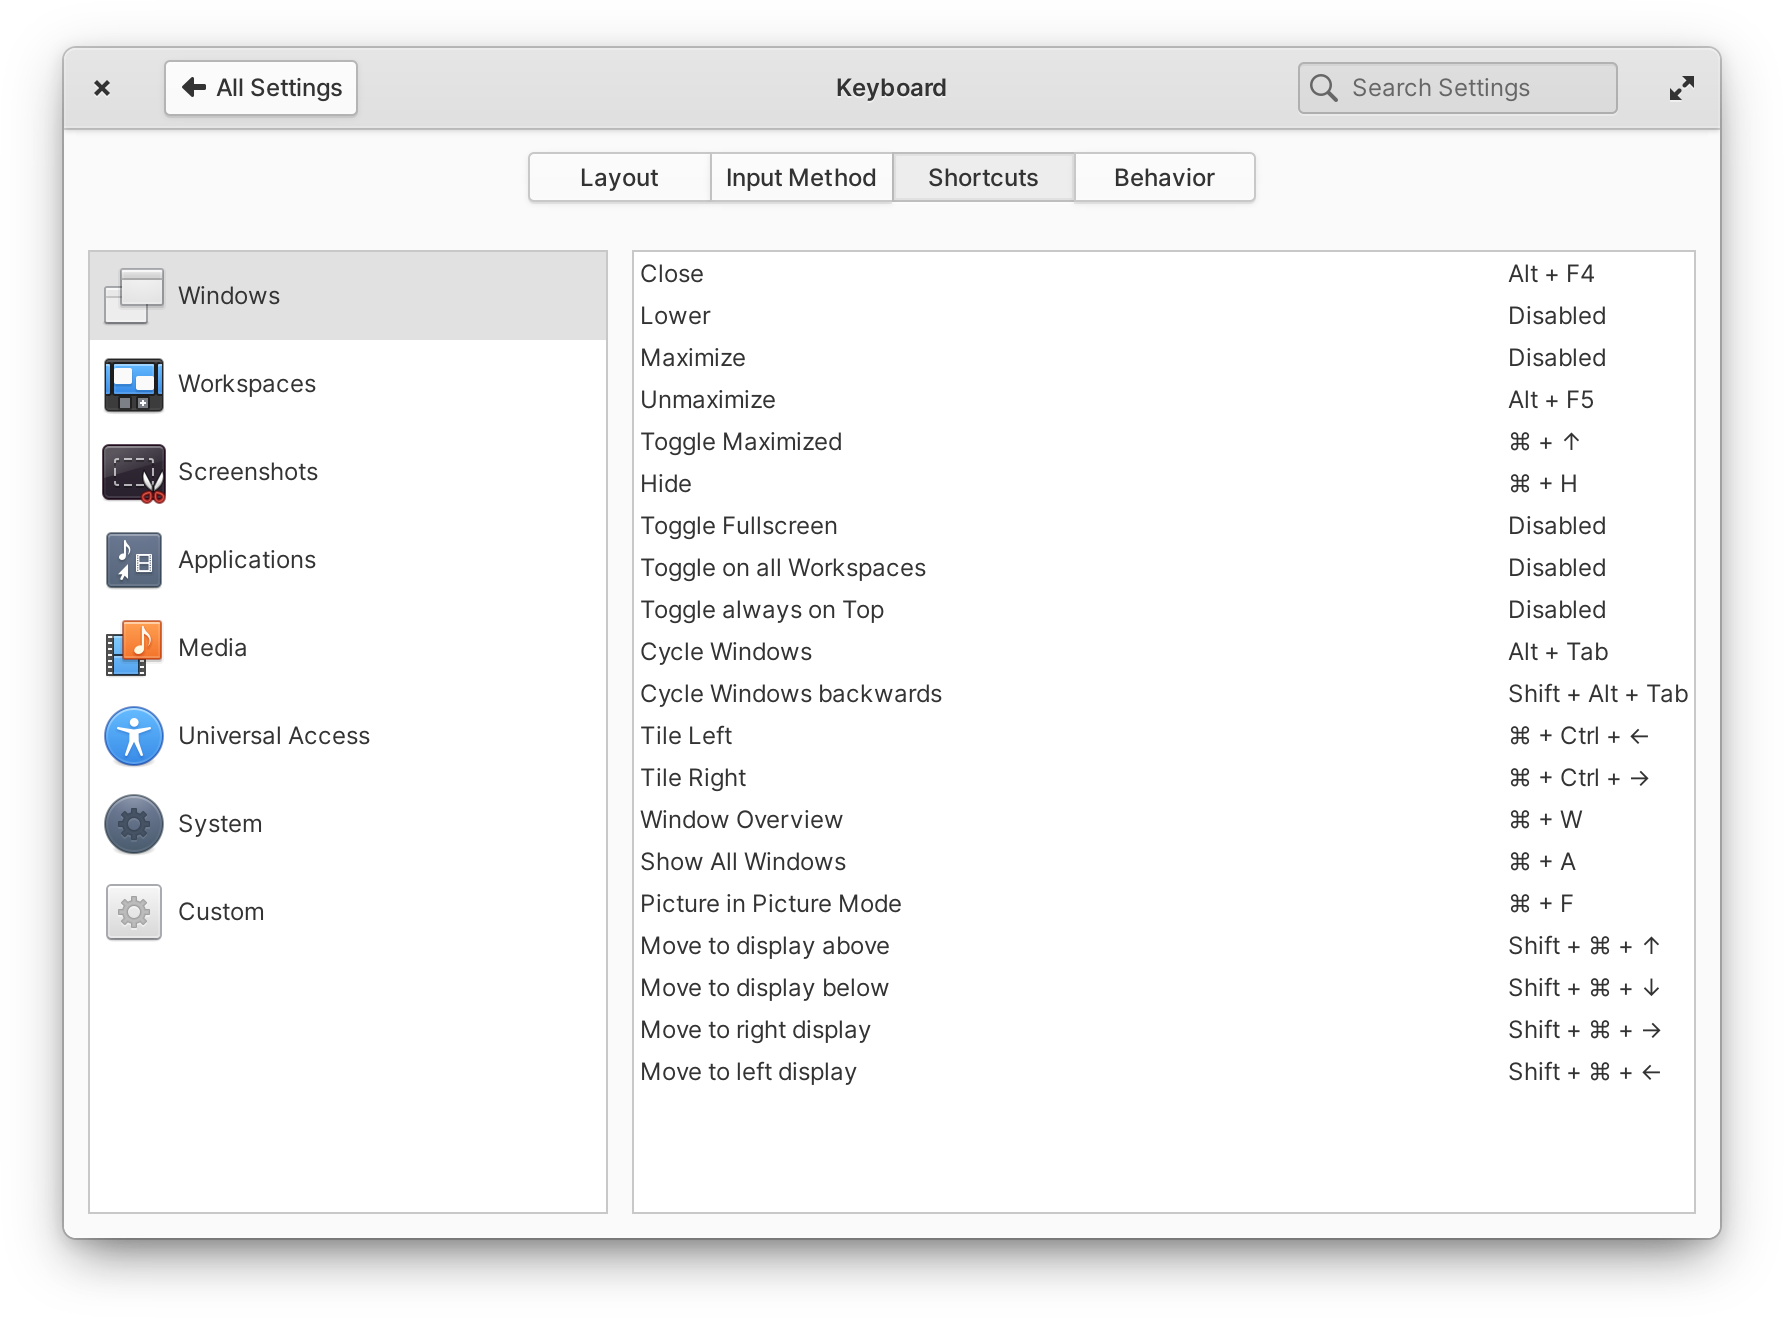 All Settings
Keyboard
Search Settings
Layout
Input Method
Shortcuts
Behavior
Windows
Workspaces
Screenshots
Applications
Media
Universal Access
System
Custom
Close Alt + F4
Lower Disabled
Maximize Disabled
Unmaximize Alt + F5
Toggle Maximized ⌘ + ↑
Hide ⌘ + H
Toggle Fullscreen Disabled
Toggle on all Workspaces Disabled
Toggle always on Top Disabled
Cycle Windows Alt + Tab
Cycle Windows backwards Shift + Alt + Tab
Tile Left ⌘ + Ctrl + ←
Tile Right ⌘ + Ctrl + →
Window Overview ⌘ + W
Show All Windows ⌘ + A
Picture in Picture Mode ⌘ + F
Move to display above Shift + ⌘ + ↑
Move to display below Shift + ⌘ + ↓
Move to right display Shift + ⌘ + →
Move to left display Shift + ⌘ + ←